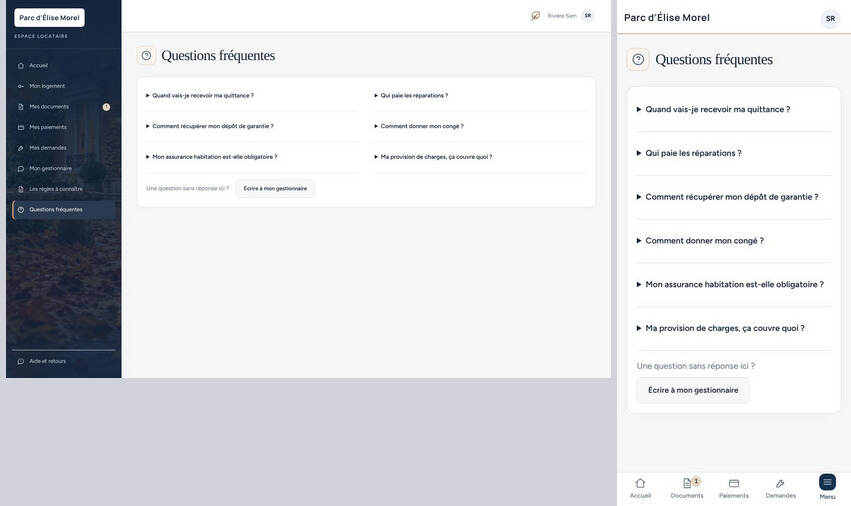 Parc d'Élise Morel
ESPACE LOCATAIRE
Accueil
Mon logement
Mes documents
1
Mes paiements
Mes demandes
Mon gestionnaire
Les règles à connaître
Questions fréquentes
Aide et retours
Rivière Sam
SR
Questions fréquentes
Quand vais-je recevoir ma quittance ?
Qui paie les réparations ?
Comment récupérer mon dépôt de garantie ?
Comment donner mon congé ?
Mon assurance habitation est-elle obligatoire ?
Ma provision de charges, ça couvre quoi ?
Une question sans réponse ici ?
Écrire à mon gestionnaire
Parc d'Élise Morel
SR
Questions fréquentes
Quand vais-je recevoir ma quittance ?
Qui paie les réparations ?
Comment récupérer mon dépôt de garantie ?
Comment donner mon congé ?
Mon assurance habitation est-elle obligatoire ?
Ma provision de charges, ça couvre quoi ?
Une question sans réponse ici ?
Écrire à mon gestionnaire
Accueil
1
Documents
Paiements
Demandes
Menu